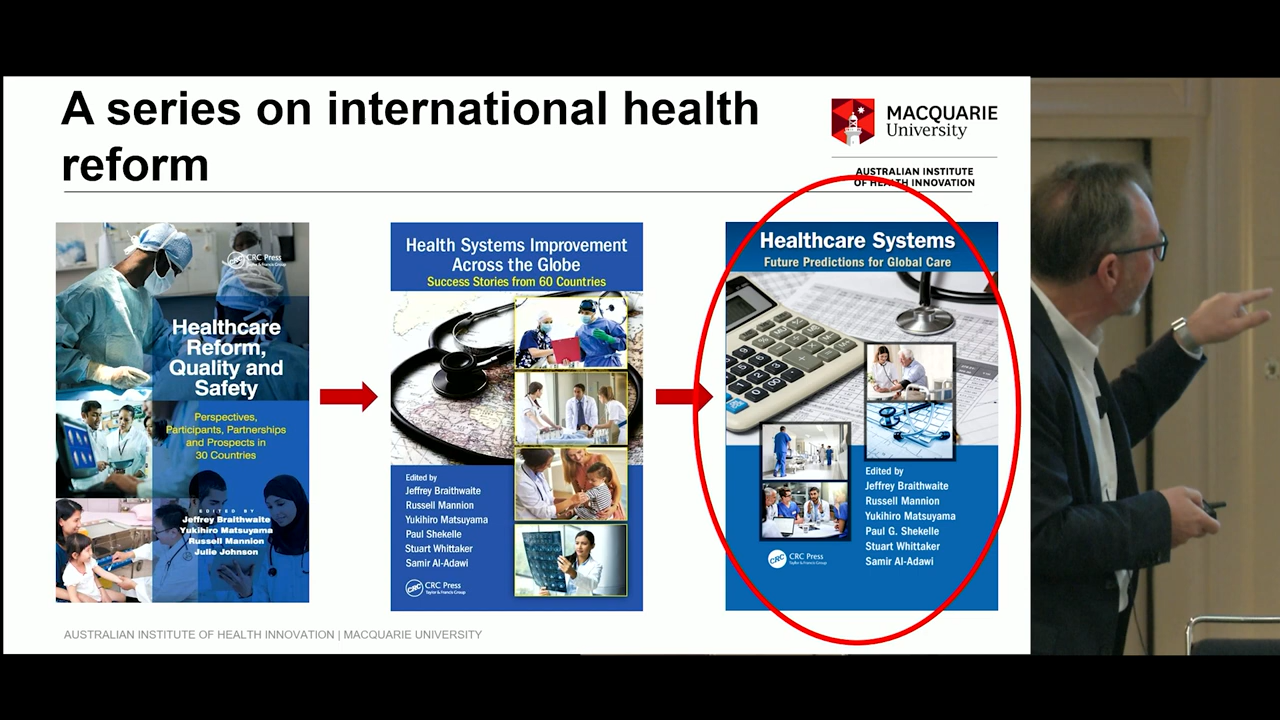 A series on international health
reform
MACQUARIE
University
AUSTRALIAN INSTITUTE
OF HEALTH INNOVATION
CRC Press
Taylor & Francis Group
Healthcare
Reform,
Quality and
Safety
Perspectives,
Participants, Partnerships
and Prospects in
30 Countries
EDITED BY
Jeffrey Braithwaite
Yukihiro Matsuyama
Russell Mannion
Julie Johnson
Health Systems Improvement
Across the Globe
Success Stories from 60 Countries
Edited by
Jeffrey Braithwaite
Russell Mannion
Yukihiro Matsuyama
Paul Shekelle
Stuart Whittaker
Samir Al-Adawi
CRC Press
Taylor & Francis Group
Healthcare Systems
Future Predictions for Global Care
Edited by
Jeffrey Braithwaite
Russell Mannion
Yukihiro Matsuyama
Paul G. Shekelle
Stuart Whittaker
Samir Al-Adawi
CRC CRC Press
Taylor & Francis Group
AUSTRALIAN INSTITUTE OF HEALTH INNOVATION | MACQUARIE UNIVERSITY